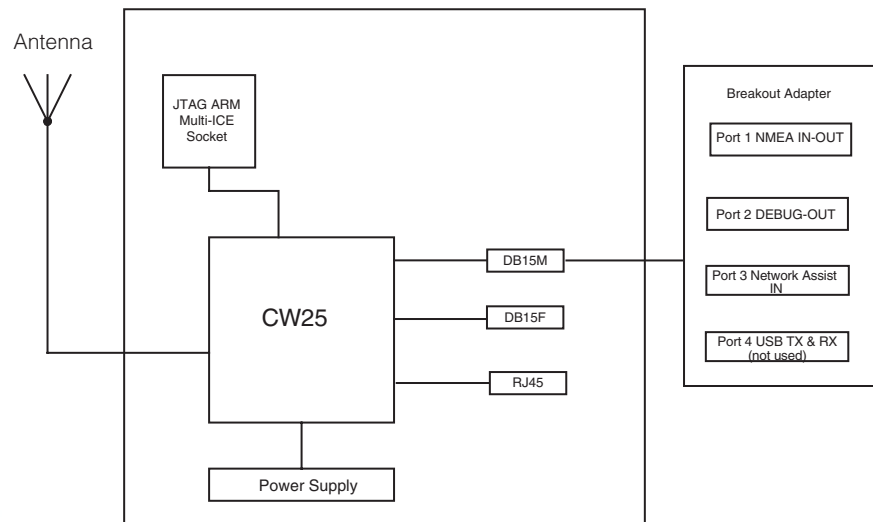 Antenna
JTAG ARM
Multi-ICE
Socket
CW25
Power Supply
DB15M
DB15F
RJ45
Breakout Adapter
Port 1 NMEA IN-OUT
Port 2 DEBUG-OUT
Port 3 Network Assist
IN
Port 4 USB TX & RX
(not used)